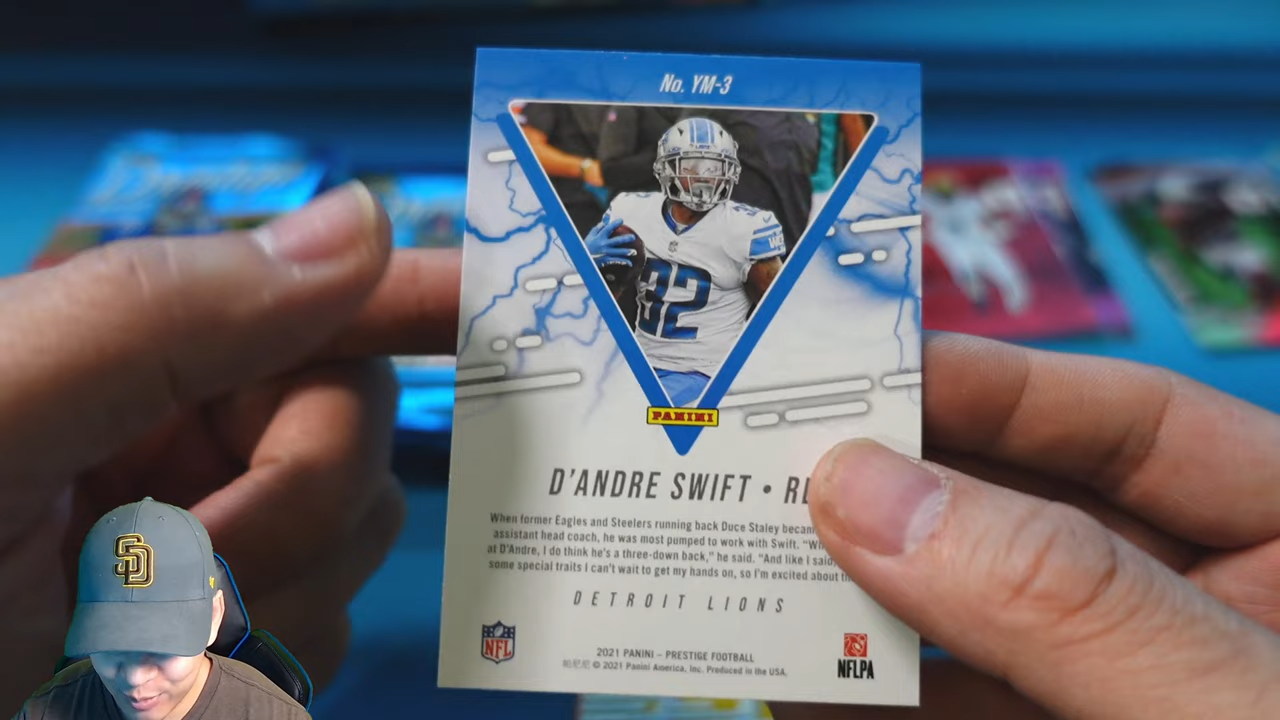 No. YM-3
32
PANINI
D'ANDRE SWIFT •
When former Eagles and Steelers running back Duce Staley
assistant head coach, he was most pumped to work with Swift.
at D'Andre, I do think he's a three-down back," he said. "And like I said,
some special traits I can't wait to get my hands on, so I'm excited about
DETROIT LIONS
NFL
2021 PANINI – PRESTIGE FOOTBALL
帕尼尼 © 2021 Panini America, Inc. Produced in the USA.
NFLPA
SD